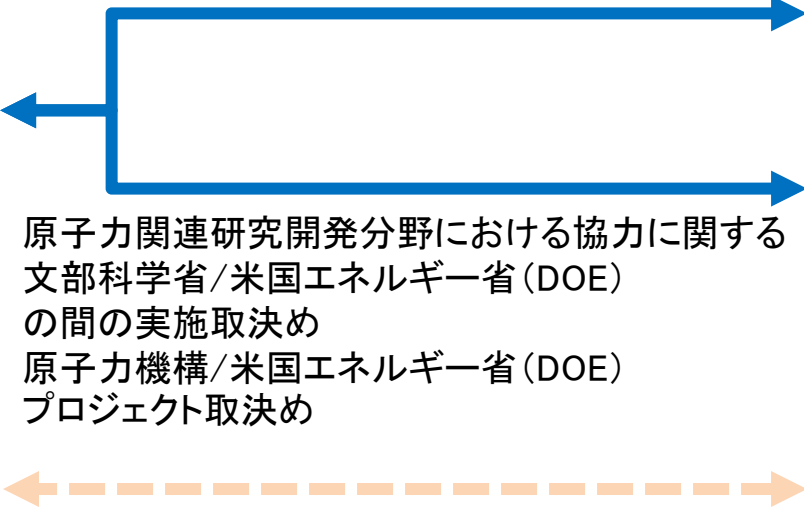 原子力関連研究開発分野における協力に関する
文部科学省/米国エネルギー省(DOE)
の間の実施取決め
原子力機構/米国エネルギー省(DOE)
プロジェクト取決め